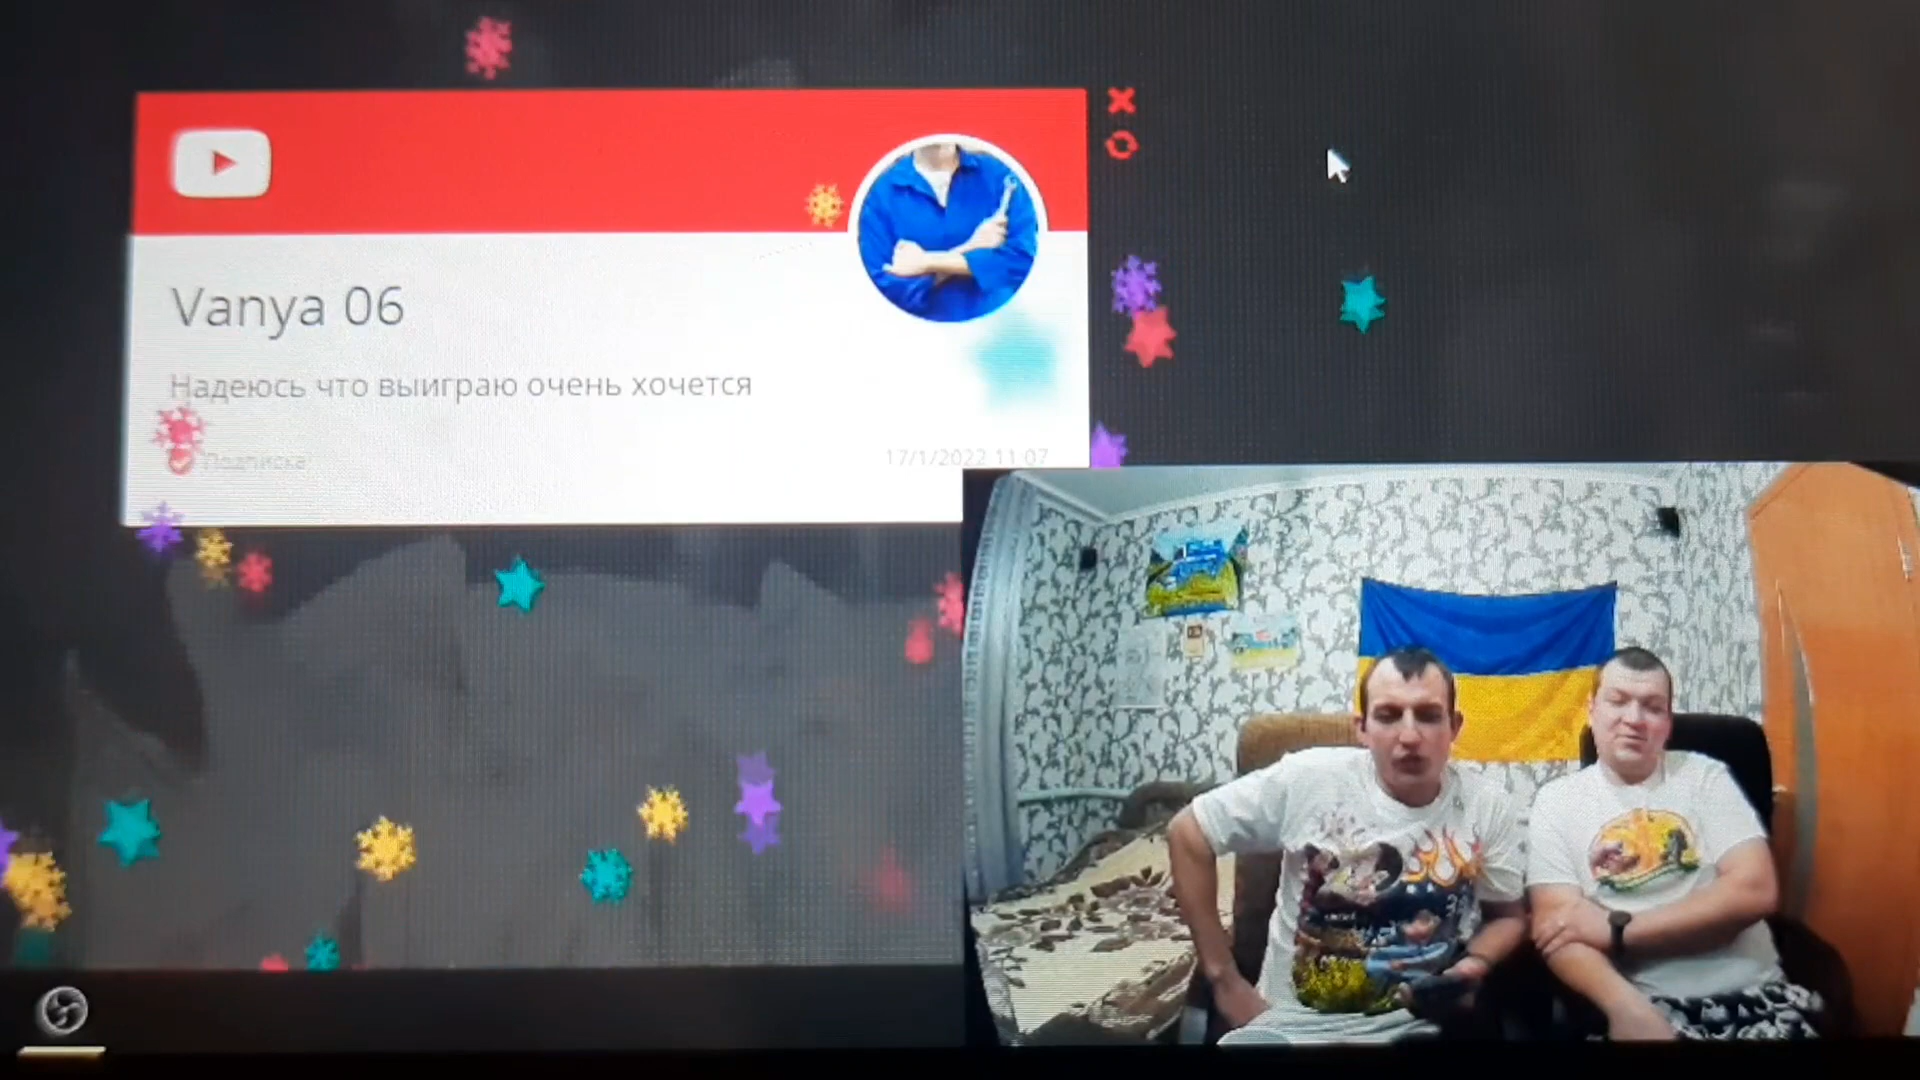 Vanya 06
Надеюсь что выиграю очень хочется
Подписка!
17/1/2022 11:07